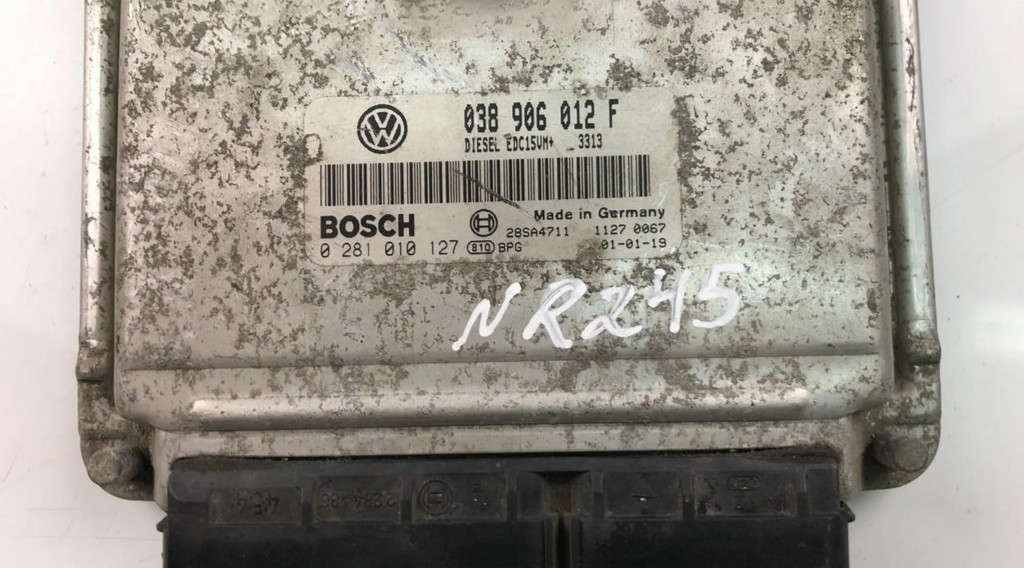 038 906 012 F
DIESEL EDC15VM+ 3313
BOSCH
Made in Germany
28SA4711 1127 0067
0 281 010 127 810 BPG 01-01-19
NR245